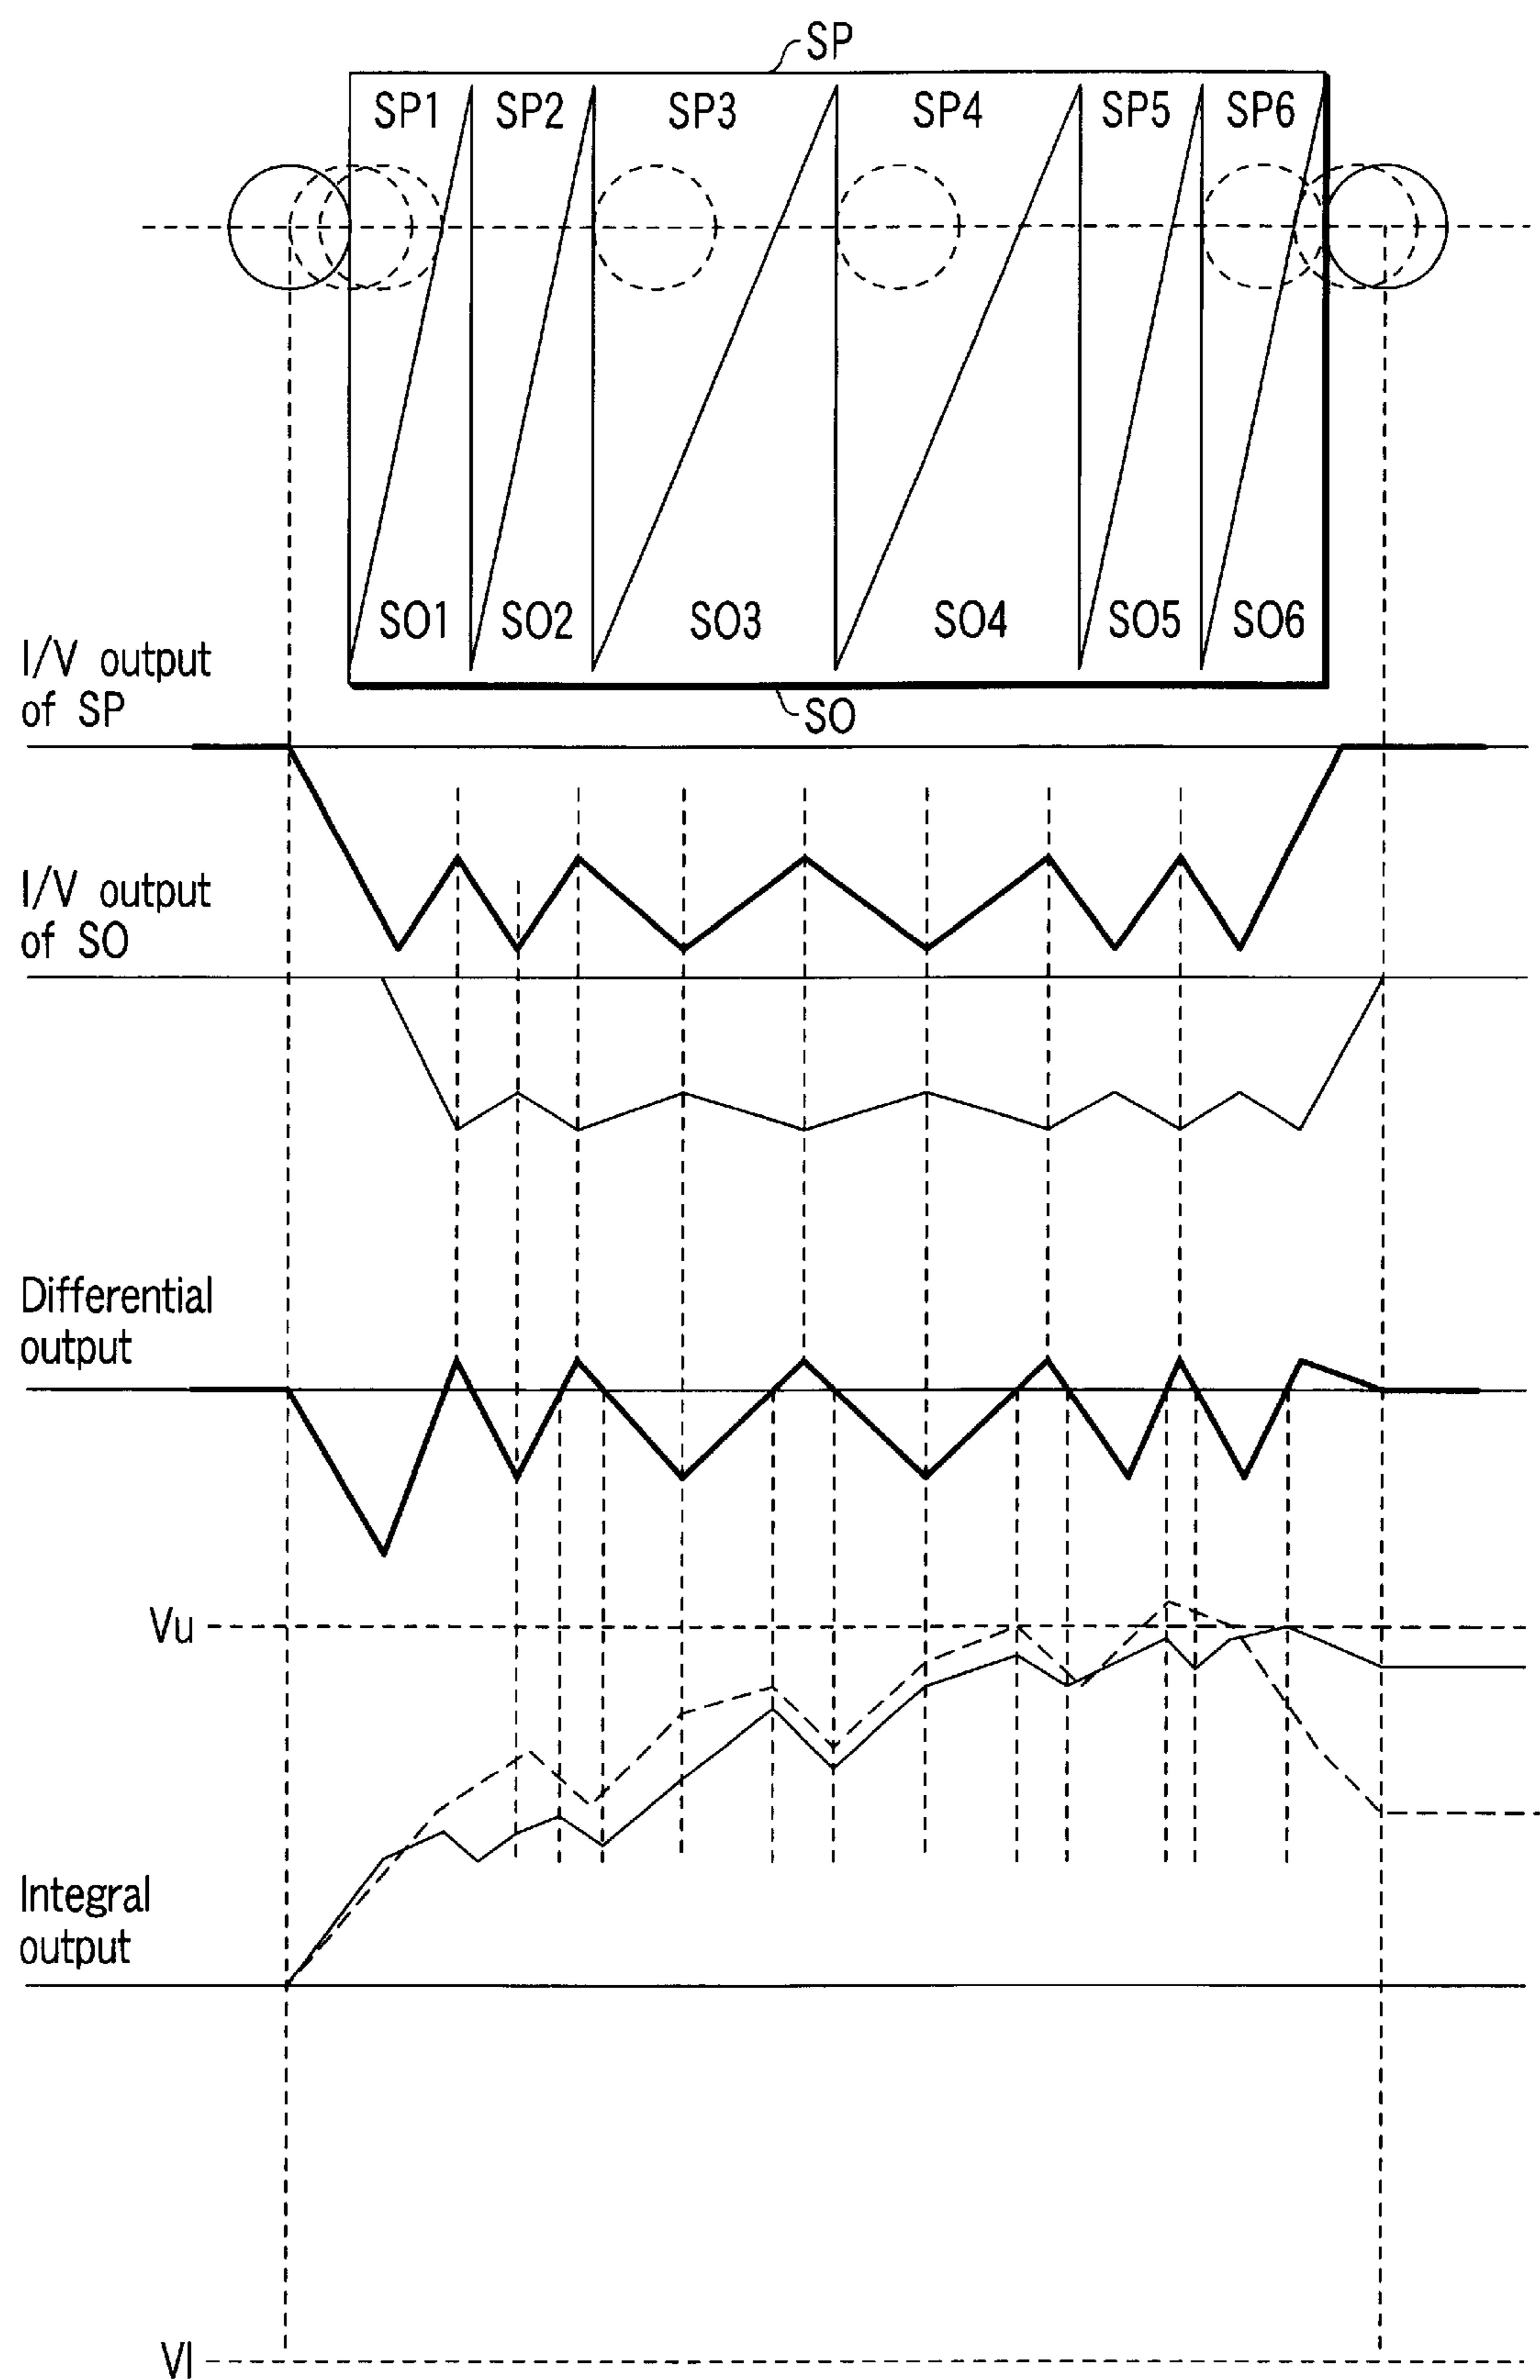 SP
SP1 SP2 SP3 SP4 SP5 SP6
SO1 SO2 SO3 SO4 SO5 SO6
SO
I/V output
of SP
I/V output
of SO
Differential
output
Vu
Integral
output
Vl